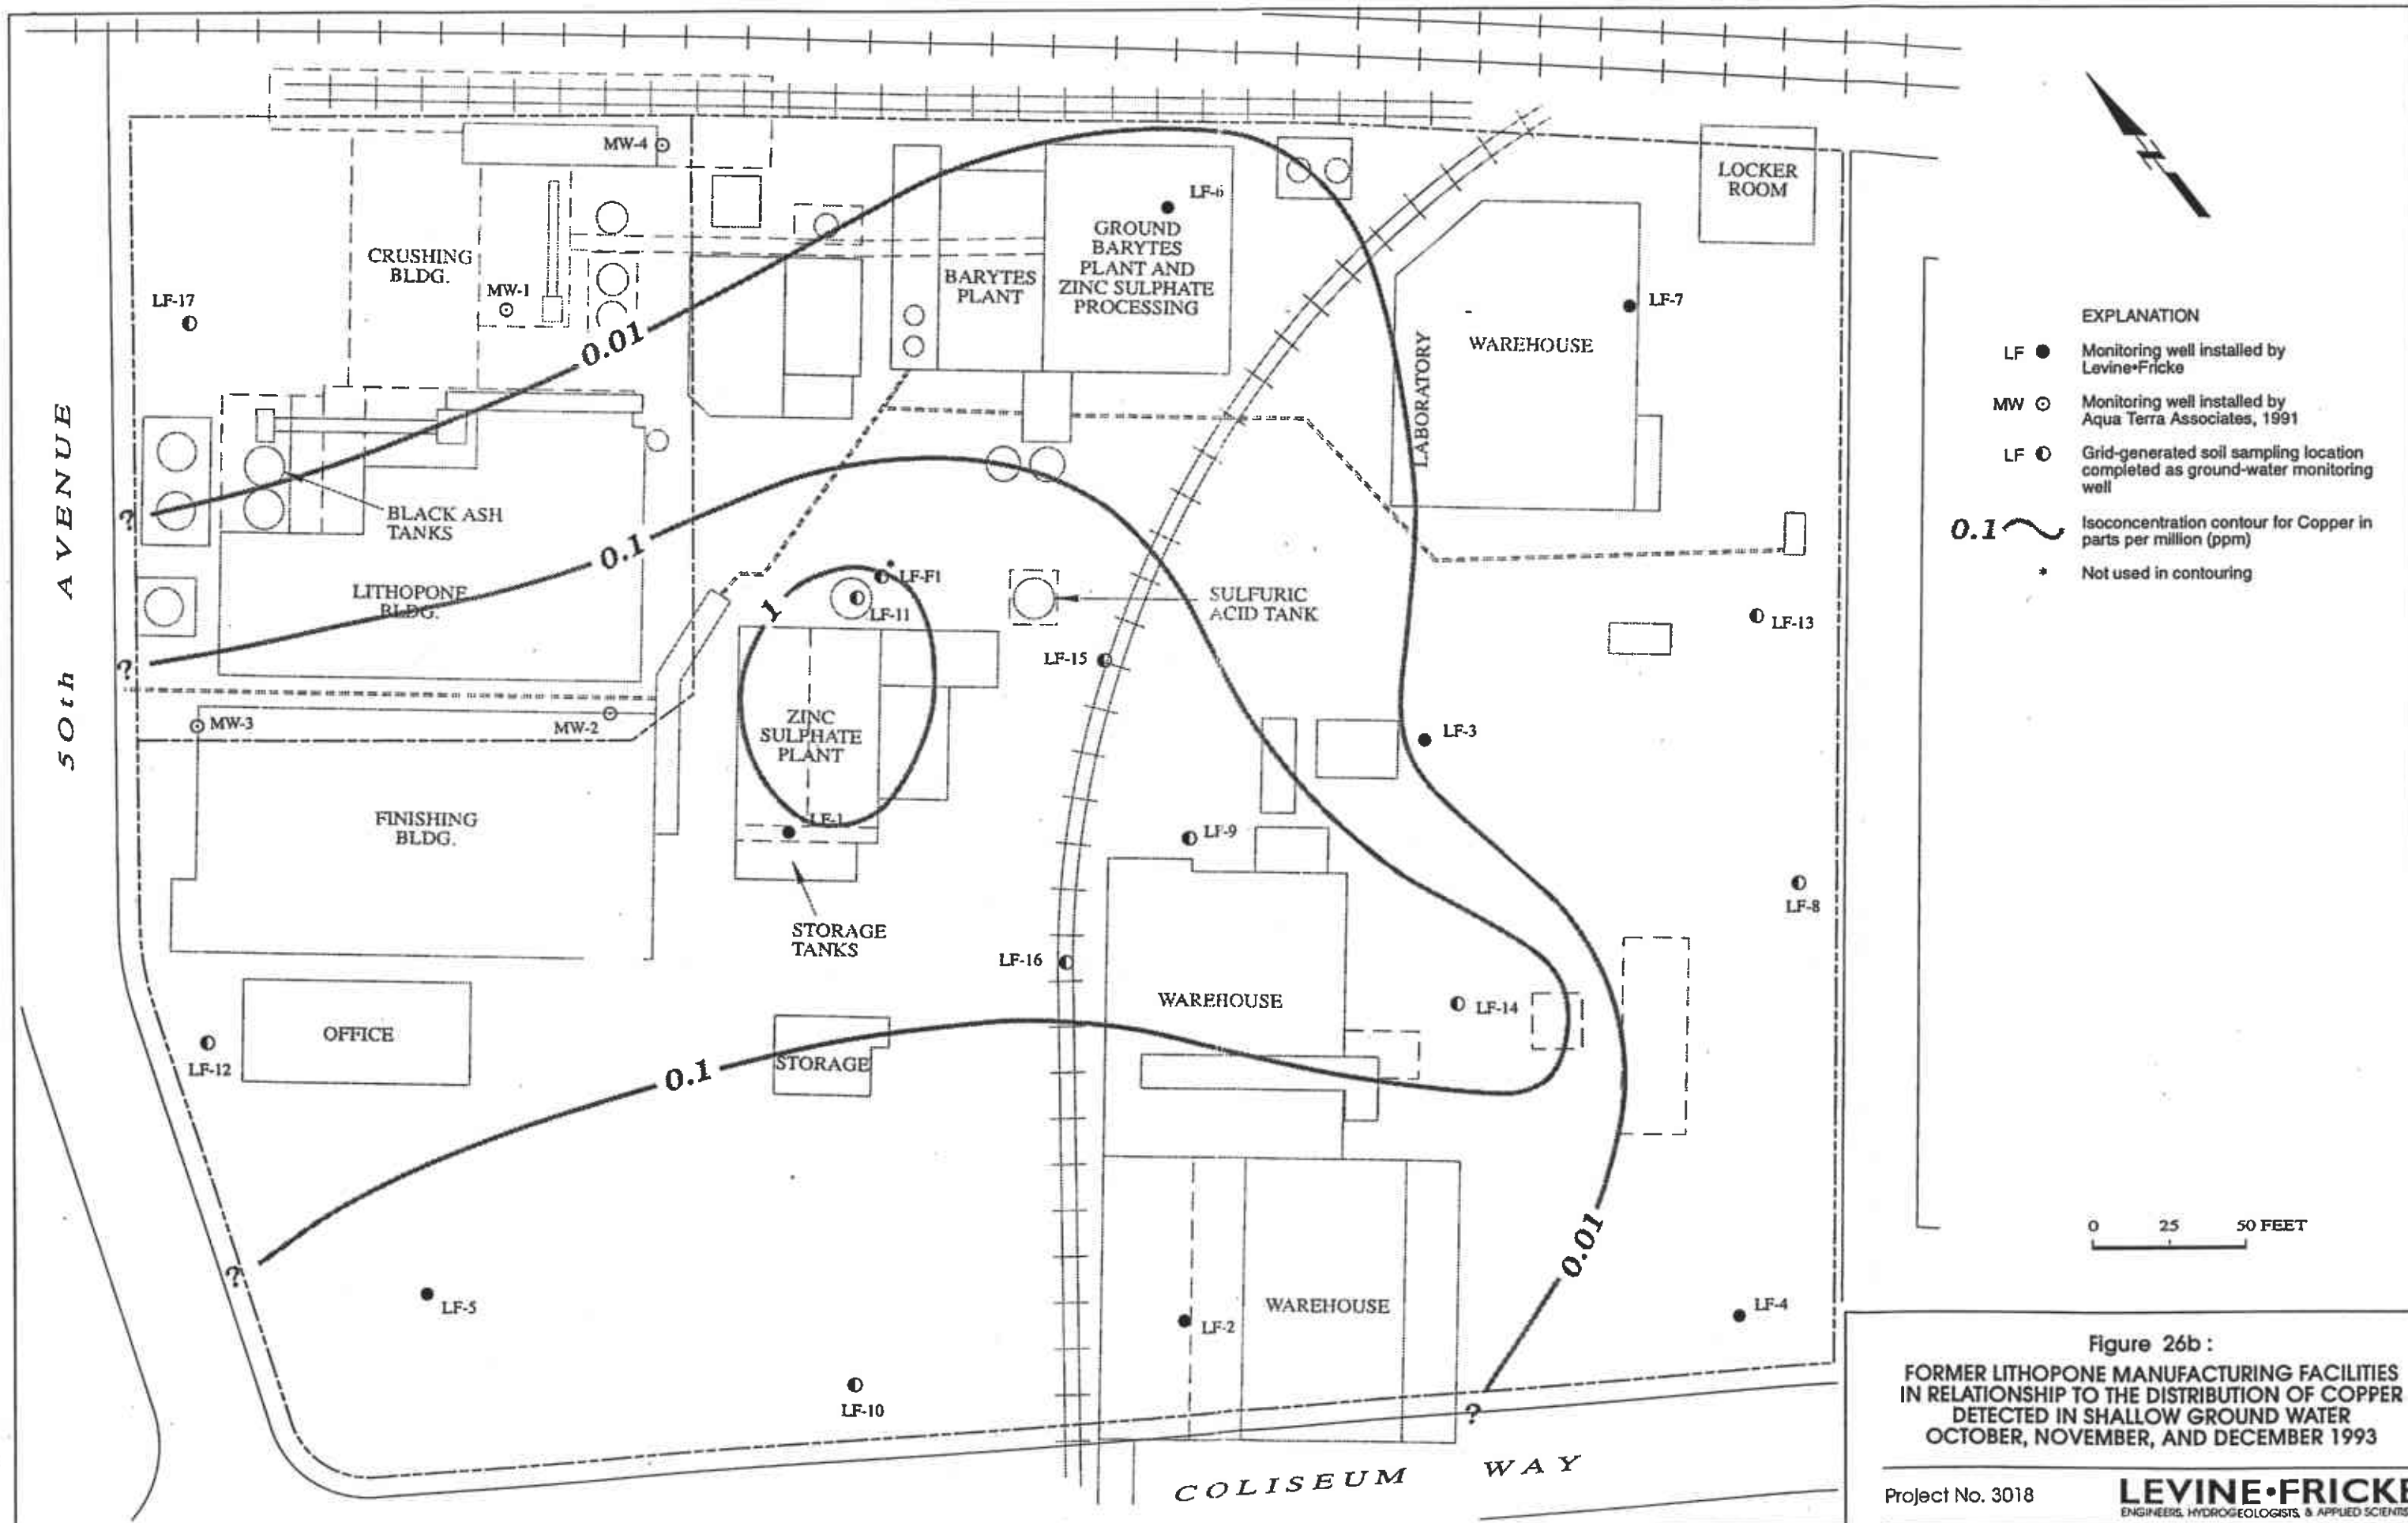 MW-4
LF-6
LOCKER
ROOM
GROUND
BARYTES
PLANT AND
ZINC SULPHATE
PROCESSING
CRUSHING
BLDG.
BARYTES
PLANT
MW-1
LF-17
0.01
LF-7
WAREHOUSE
LABORATORY
50th AVENUE
?
BLACK ASH
TANKS
0.1
LITHOPONE
BLDG.
*
LF-F1
1
LF-11
SULFURIC
ACID TANK
LF-13
LF-15
?
MW-3
MW-2
ZINC
SULPHATE
PLANT
LF-3
FINISHING
BLDG.
LF-1
LF-9
LF-8
STORAGE
TANKS
LF-16
WAREHOUSE
LF-14
OFFICE
LF-12
STORAGE
0.1
?
LF-5
LF-2
WAREHOUSE
0.01
LF-4
LF-10
?
COLISEUM WAY
EXPLANATION
LF Monitoring well installed by
Levine•Fricke
MW Monitoring well installed by
Aqua Terra Associates, 1991
LF Grid-generated soil sampling location
completed as ground-water monitoring
well
0.1 Isoconcentration contour for Copper in
parts per million (ppm)
* Not used in contouring
0 25 50 FEET
Figure 26b :
FORMER LITHOPONE MANUFACTURING FACILITIES
IN RELATIONSHIP TO THE DISTRIBUTION OF COPPER
DETECTED IN SHALLOW GROUND WATER
OCTOBER, NOVEMBER, AND DECEMBER 1993
Project No. 3018
LEVINE•FRICKE
ENGINEERS, HYDROGEOLOGISTS, & APPLIED